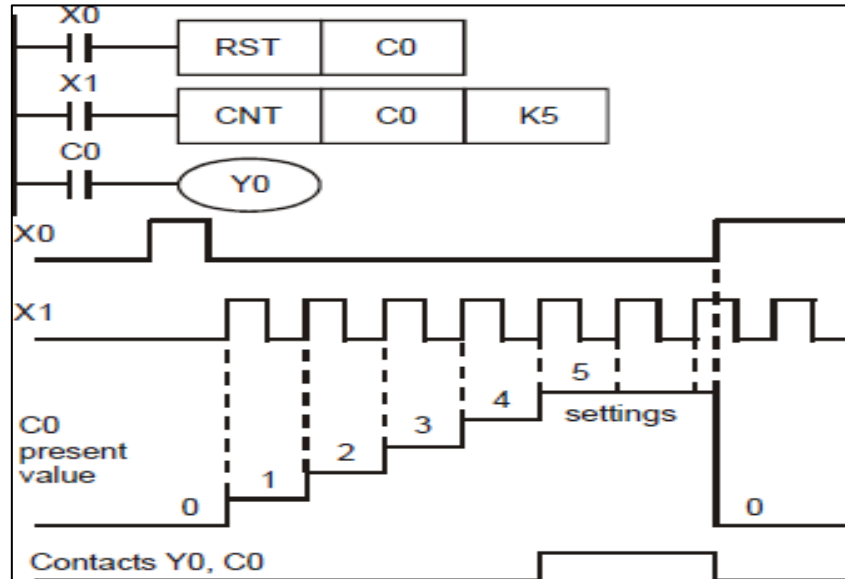 X0
RST C0
X1
CNT C0 K5
C0
Y0
X0
X1
5
4
settings
3
C0
present
value
2
1
0
0
Contacts Y0, C0